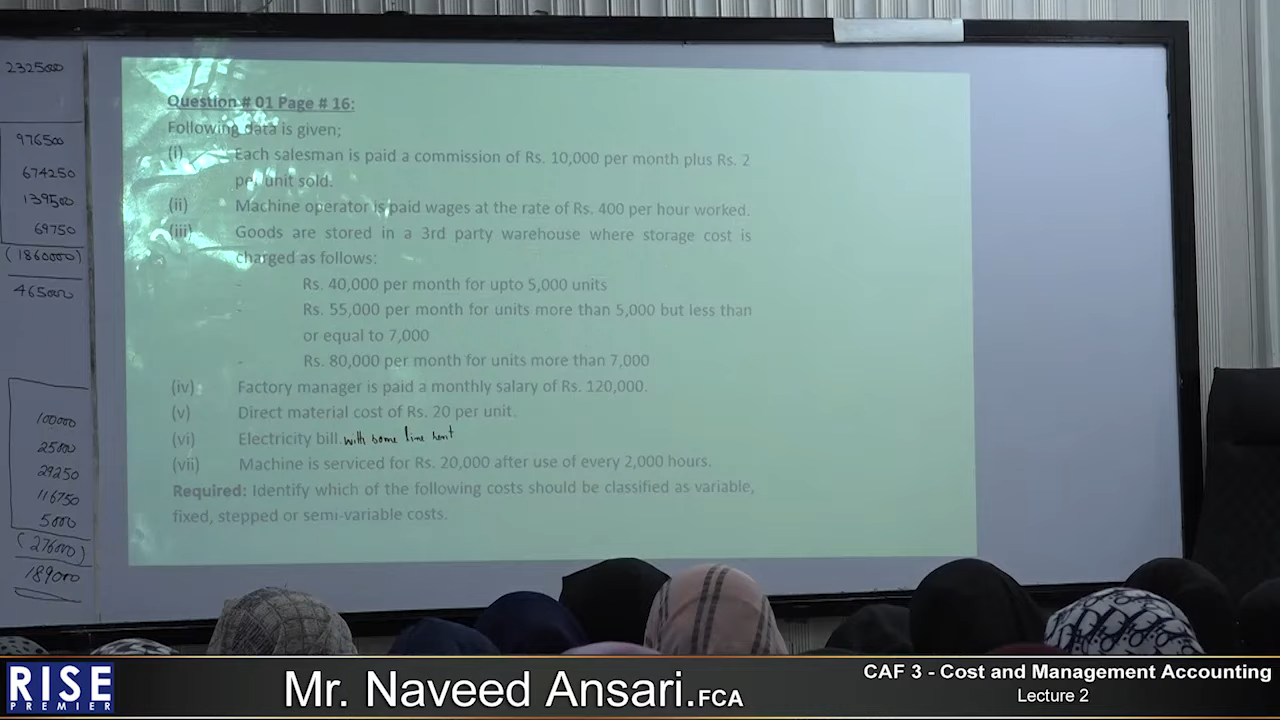 2325000
976500
674250
139500
69750
(1860000)
465000
100000
25000
29250
116750
5000
(276000)
189000
Question # 01 Page # 16:
Following data is given;
(i) Each salesman is paid a commission of Rs. 10,000 per month plus Rs. 2
per unit sold.
(ii) Machine operator is paid wages at the rate of Rs. 400 per hour worked.
(iii) Goods are stored in a 3rd party warehouse where storage cost is
charged as follows:
- Rs. 40,000 per month for upto 5,000 units
- Rs. 55,000 per month for units more than 5,000 but less than
or equal to 7,000
- Rs. 80,000 per month for units more than 7,000
(iv) Factory manager is paid a monthly salary of Rs. 120,000.
(v) Direct material cost of Rs. 20 per unit.
(vi) Electricity bill. with some line rent
(vii) Machine is serviced for Rs. 20,000 after use of every 2,000 hours.
Required: Identify which of the following costs should be classified as variable,
fixed, stepped or semi-variable costs.
RISE
PREMIER
Mr. Naveed Ansari.FCA
CAF 3 - Cost and Management Accounting
Lecture 2